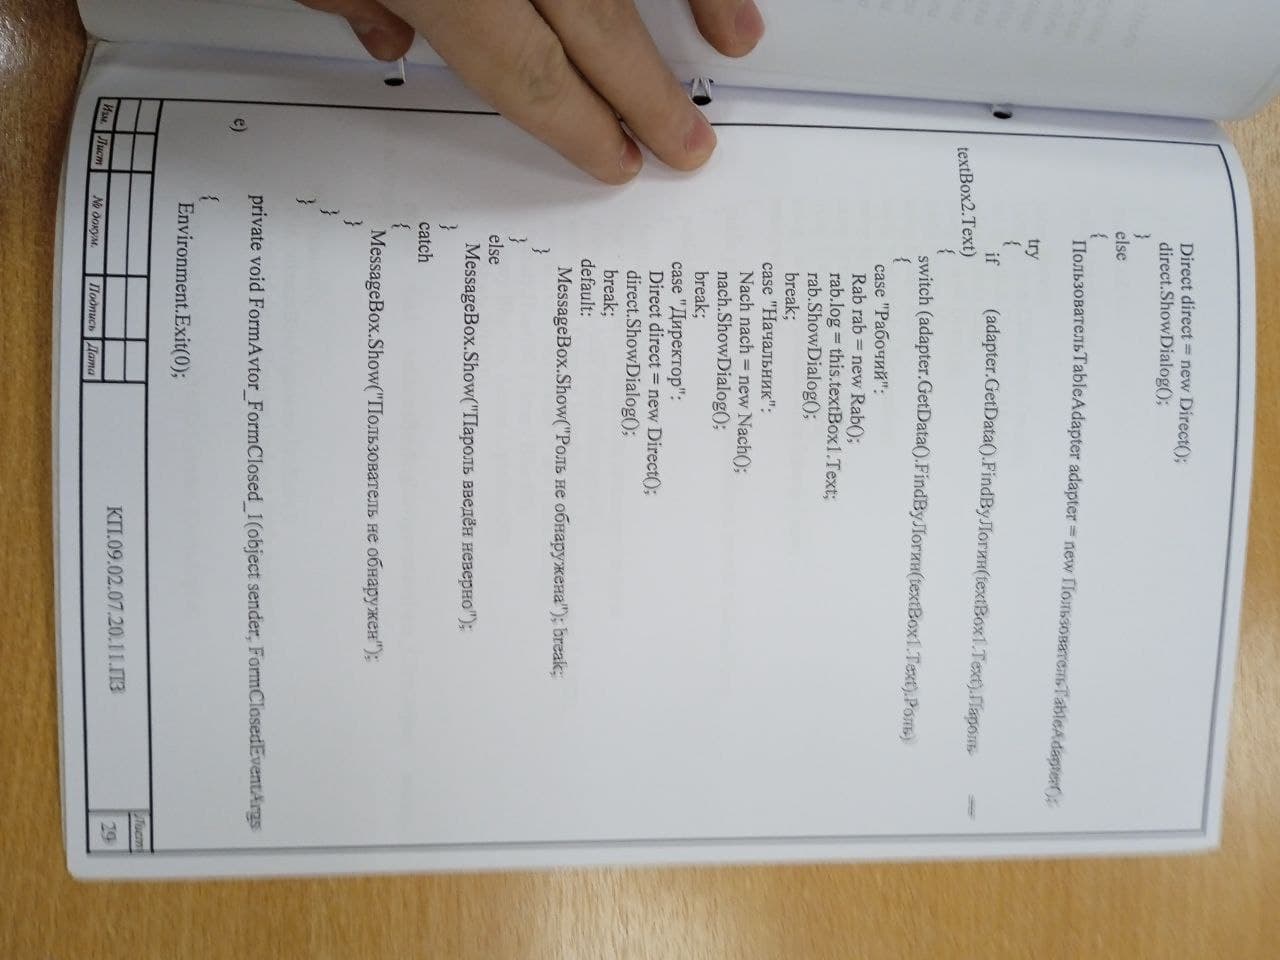 Direct direct = new Direct();
direct.ShowDialog();
}
else
{
ПользовательTableAdapter adapter = new ПользовательTableAdapter();
try
{
if (adapter.GetData().FindByЛогин(textBox1.Text).Пароль ==
textBox2.Text)
{
switch (adapter.GetData().FindByЛогин(textBox1.Text).Роль)
{
case "Рабочий":
Rab rab = new Rab();
rab.log = this.textBox1.Text;
rab.ShowDialog();
break;
case "Начальник":
Nach nach = new Nach();
nach.ShowDialog();
break;
case "Директор":
Direct direct = new Direct();
direct.ShowDialog();
break;
default:
MessageBox.Show("Роль не обнаружена"); break;
}
}
else
MessageBox.Show("Пароль введён неверно");
}
catch
{
MessageBox.Show("Пользователь не обнаружен");
}
}
}
private void FormAvtor_FormClosed_1(object sender, FormClosedEventArgs
e)
{
Environment.Exit(0);
Изм. Лист № докум. Подпись Дата
КП.09.02.07.20.11.ПЗ
Лист
29